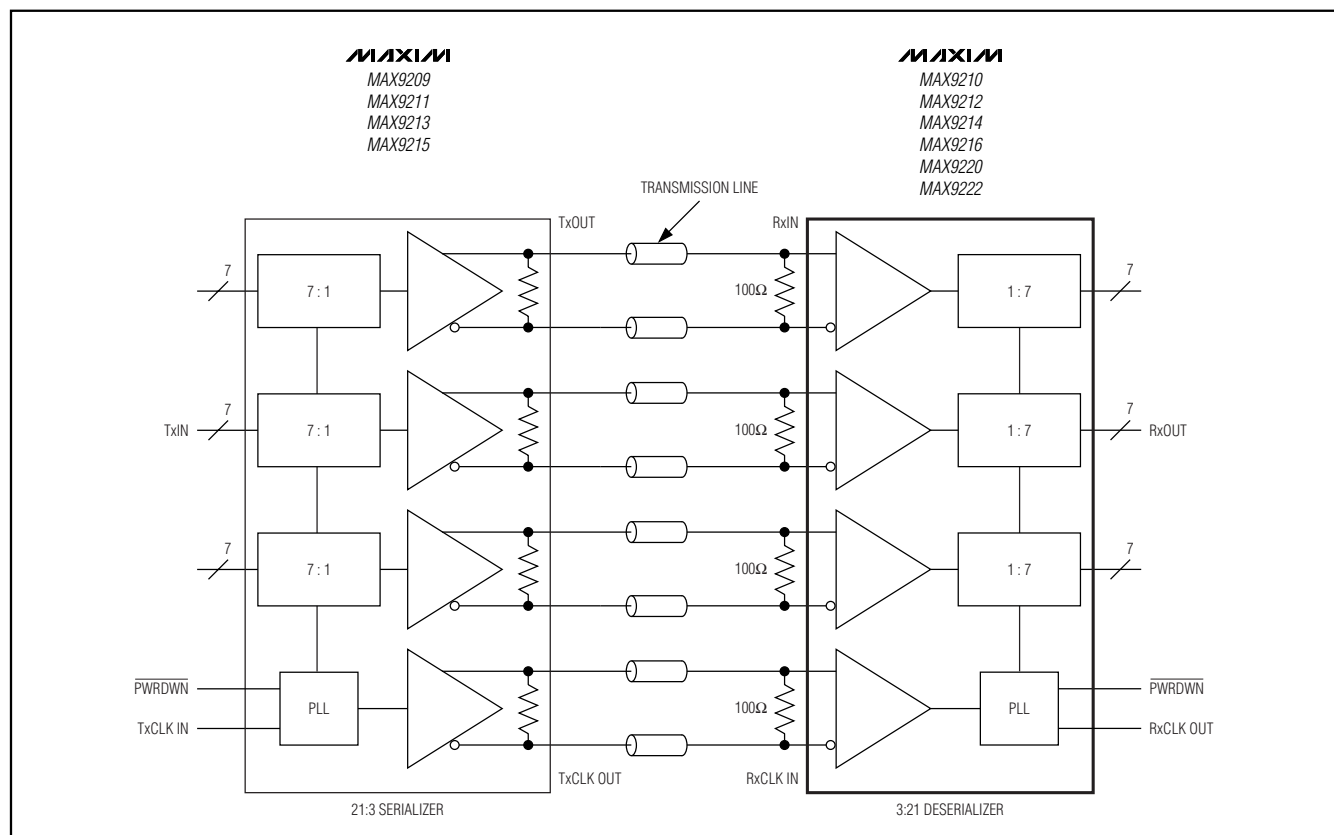 MAXIM
MAX9209
MAX9211
MAX9213
MAX9215
MAXIM
MAX9210
MAX9212
MAX9214
MAX9216
MAX9220
MAX9222
TRANSMISSION LINE
TxOUT
RxIN
7
7 : 1
100Ω
1 : 7
7
7
TxIN
7 : 1
100Ω
1 : 7
7
RxOUT
7
7 : 1
100Ω
1 : 7
7
PWRDWN
TxCLK IN
PLL
100Ω
PLL
PWRDWN
RxCLK OUT
TxCLK OUT
RxCLK IN
21:3 SERIALIZER
3:21 DESERIALIZER